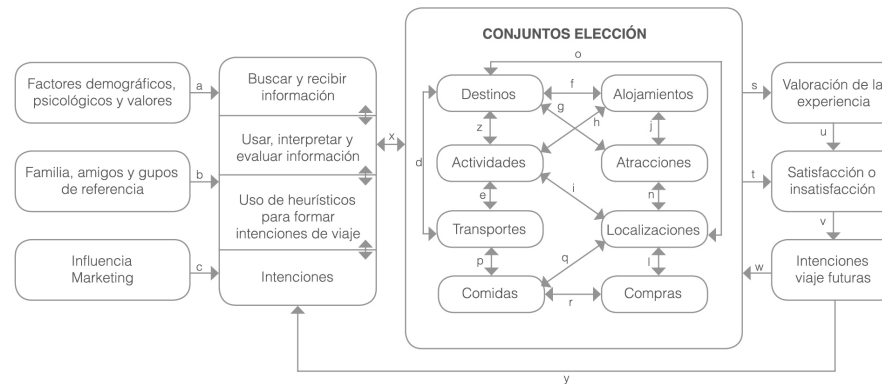 CONJUNTOS ELECCIÓN
Factores demográficos,
psicológicos y valores
a
Familia, amigos y gupos
de referencia
b
Influencia
Marketing
c
Buscar y recibir
información
Usar, interpretar y
evaluar información
Uso de heurísticos
para formar
intenciones de viaje
Intenciones
x
d
o
Destinos
f
Alojamientos
g
z
h
j
Actividades
Atracciones
e
i
n
Transportes
Localizaciones
p
q
l
Comidas
r
Compras
s
Valoración de la
experiencia
u
t
Satisfacción o
insatisfacción
v
w
Intenciones
viaje futuras
y